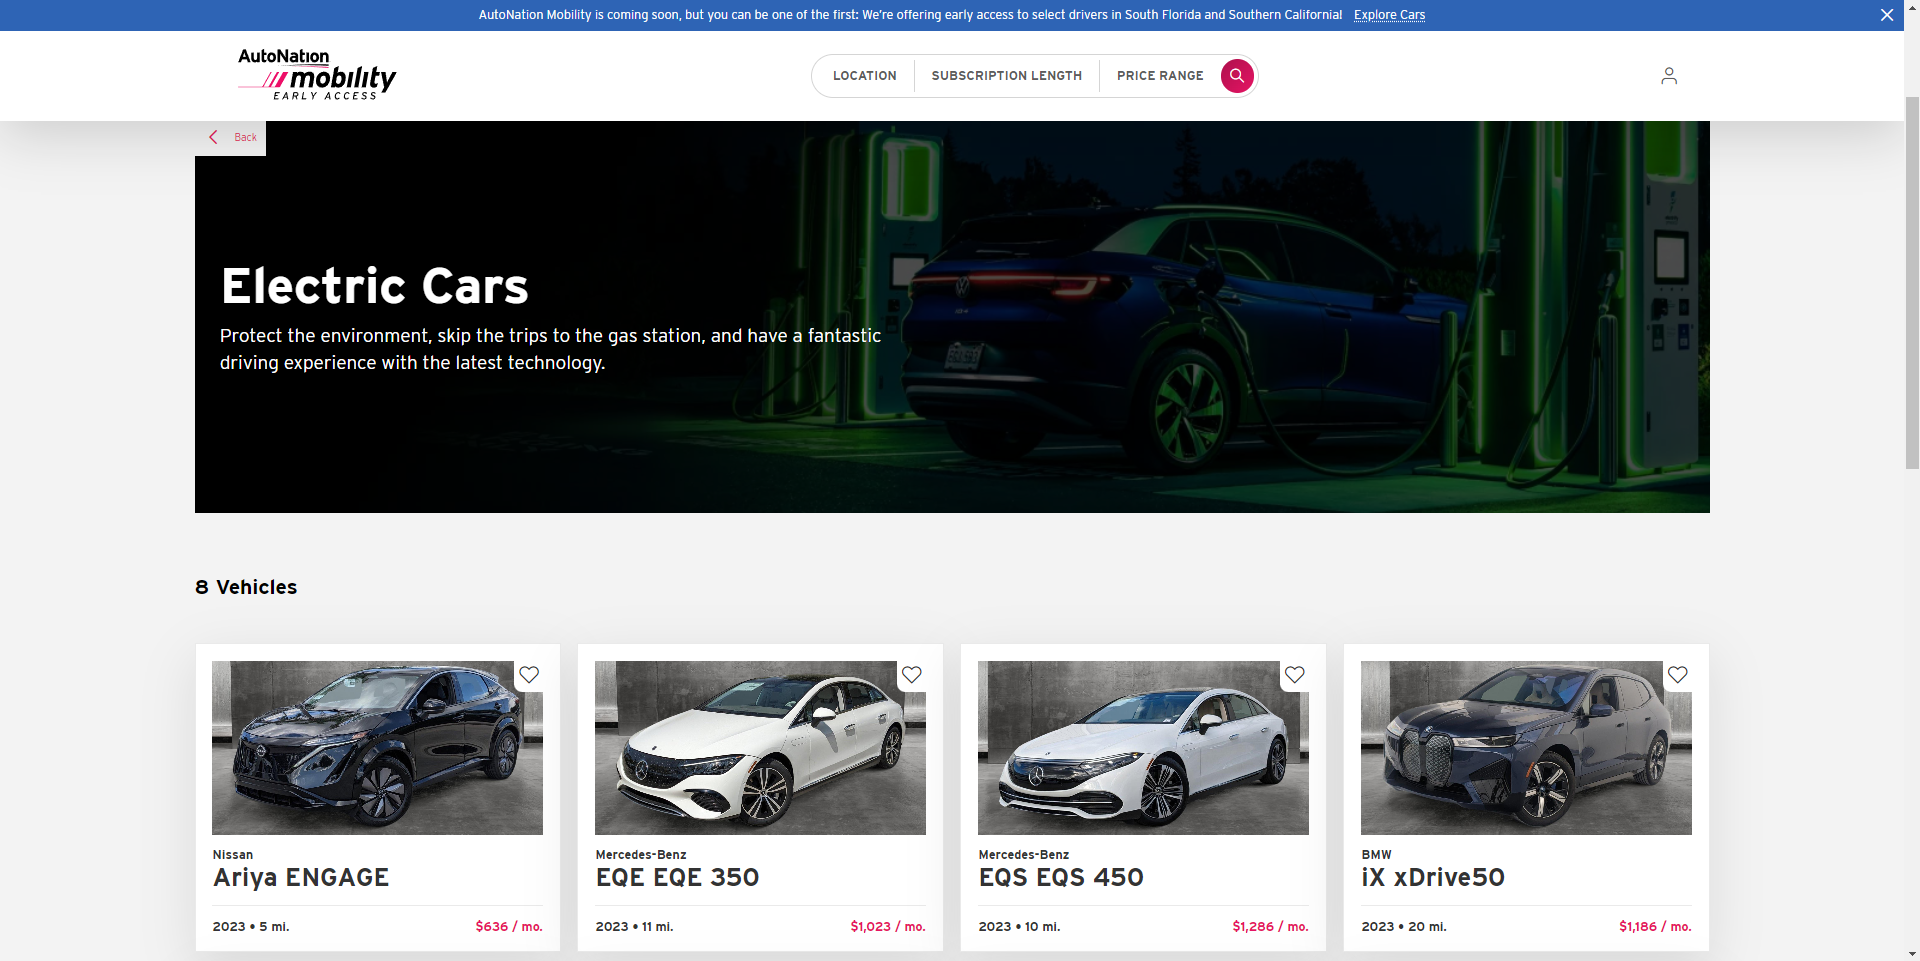 AutoNation Mobility is coming soon, but you can be one of the first: We're offering early access to select drivers in South Florida and Southern California! Explore Cars
AutoNation
mobility
EARLY ACCESS
LOCATION
SUBSCRIPTION LENGTH
PRICE RANGE
Back
Electric Cars
Protect the environment, skip the trips to the gas station, and have a fantastic
driving experience with the latest technology.
8 Vehicles
Nissan
Ariya ENGAGE
2023 • 5 mi.
$636 / mo.
Mercedes-Benz
EQE EQE 350
2023 • 11 mi.
$1,023 / mo.
Mercedes-Benz
EQS EQS 450
2023 • 10 mi.
$1,286 / mo.
BMW
iX xDrive50
2023 • 20 mi.
$1,186 / mo.